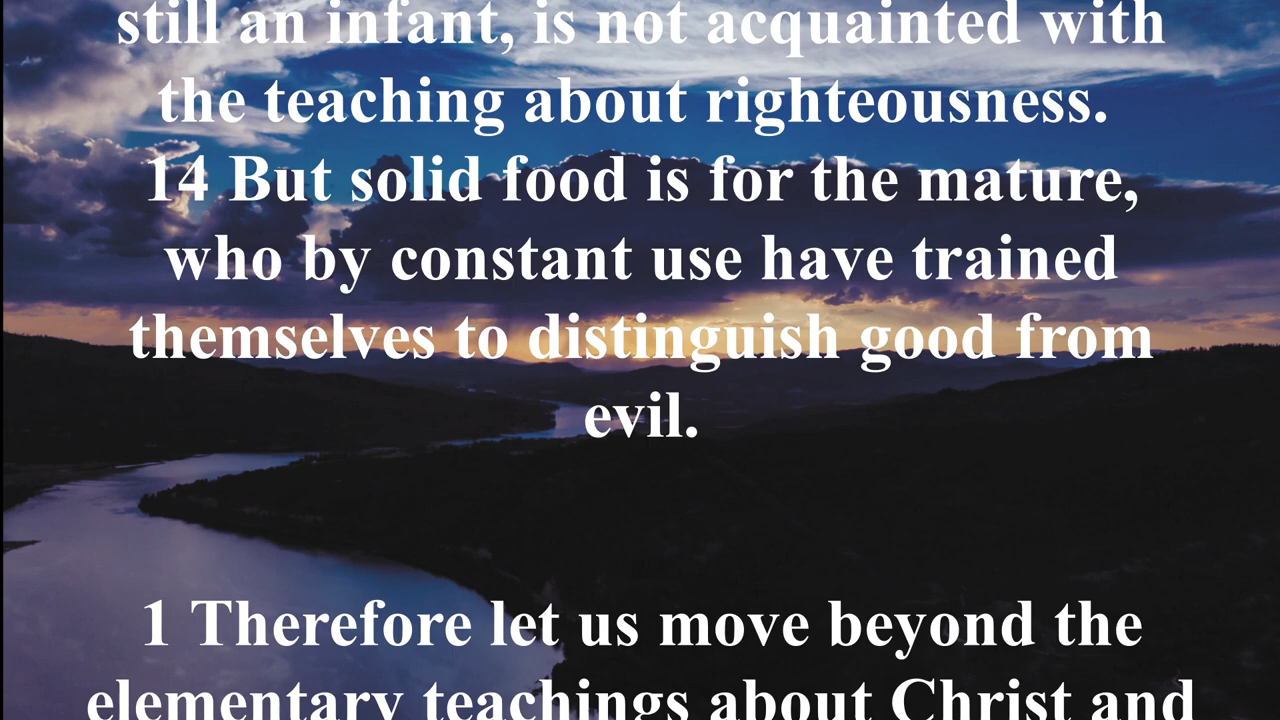 still an infant, is not acquainted with
the teaching about righteousness.
14 But solid food is for the mature,
who by constant use have trained
themselves to distinguish good from
evil.
1 Therefore let us move beyond the
elementary teachings about Christ and